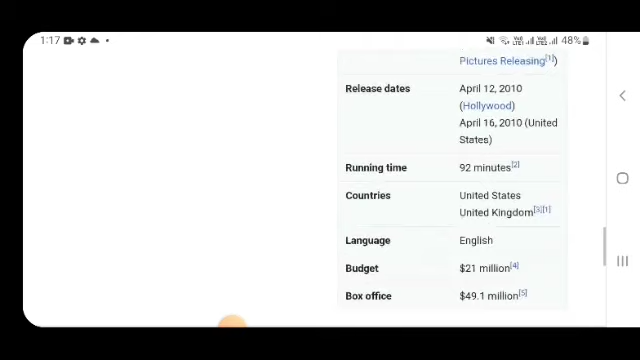 1:17 48%
Pictures Releasing[1])
Release dates April 12, 2010
(Hollywood)
April 16, 2010 (United
States)
Running time 92 minutes[2]
Countries United States
United Kingdom[3][1]
Language English
Budget $21 million[4]
Box office $49.1 million[5]